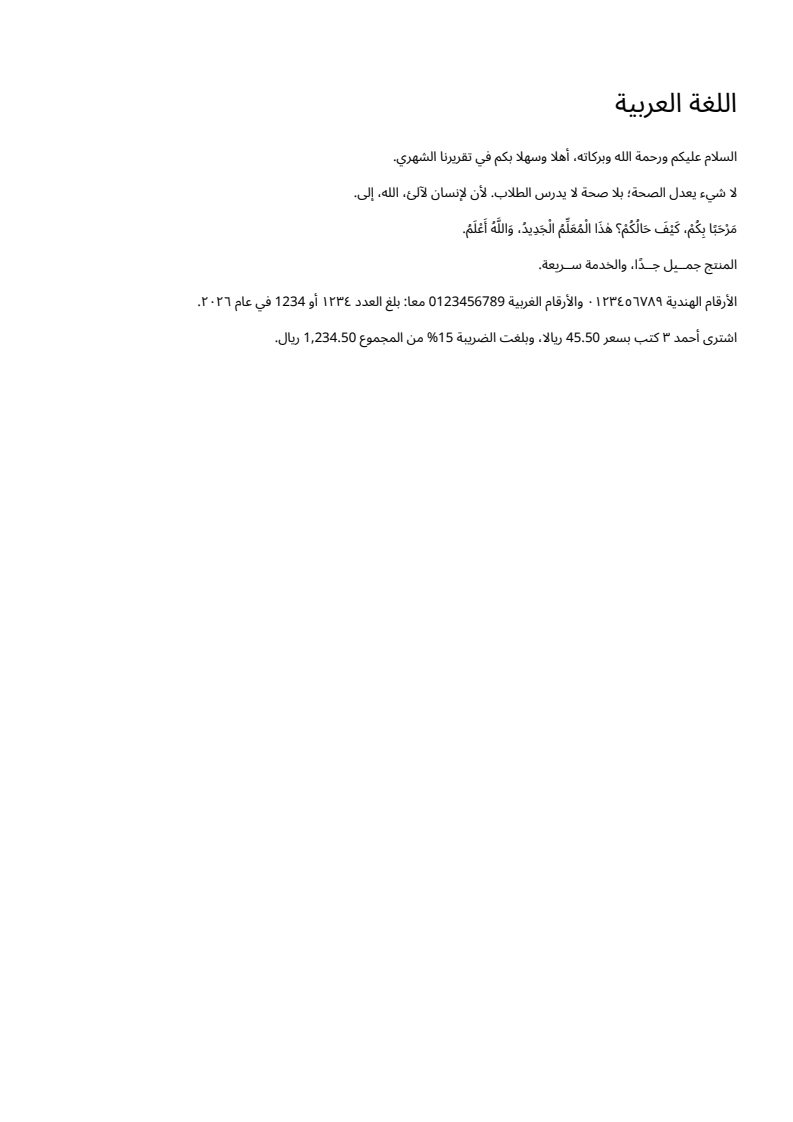 اللغة العربية
السلام عليكم ورحمة الله وبركاته، أهلا وسهلا بكم في تقريرنا الشهري.
لا شيء يعدل الصحة؛ بلا صحة لا يدرس الطلاب. لأن لإنسان لآلئ، الله، إلى.
مَرْحَبًا بِكُمْ، كَيْفَ حَالُكُمْ؟ هٰذَا الْمُعَلِّمُ الْجَدِيدُ، وَاللَّهُ أَعْلَمُ.
المنتج جمـــيل جـــدًا، والخدمة ســـريعة.
الأرقام الهندية ٠١٢٣٤٥٦٧٨٩ والأرقام الغربية 0123456789 معا: بلغ العدد ١٢٣٤ أو 1234 في عام ٢٠٢٦.
اشترى أحمد ٣ كتب بسعر 45.50 ريالا، وبلغت الضريبة 15% من المجموع 1,234.50 ريال.